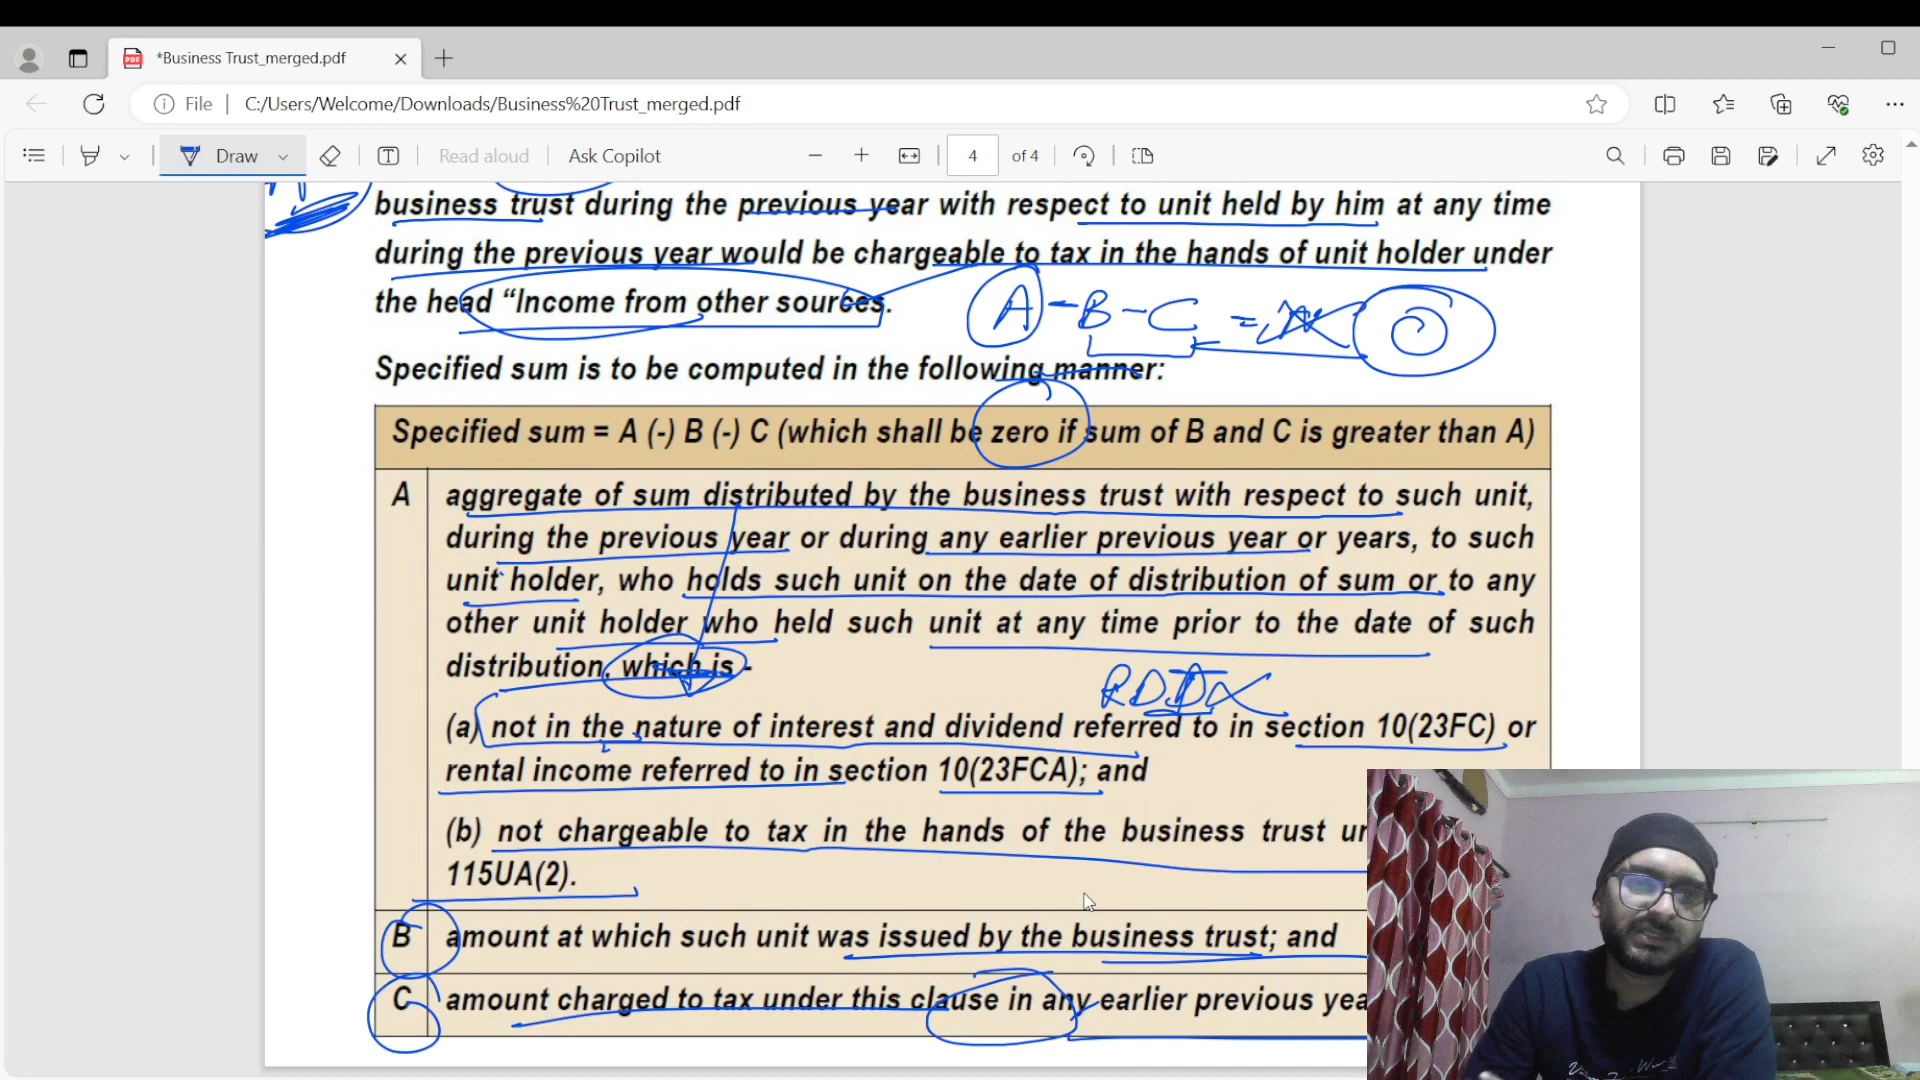 *Business Trust_merged.pdf
File
C:/Users/Welcome/Downloads/Business%20Trust_merged.pdf
Draw
Read aloud
Ask Copilot
4 of 4
business trust during the previous year with respect to unit held by him at any time
during the previous year would be chargeable to tax in the hands of unit holder under
the head “Income from other sources.
A - B - C = 0
Specified sum is to be computed in the following manner:
Specified sum = A (-) B (-) C (which shall be zero if sum of B and C is greater than A)
A aggregate of sum distributed by the business trust with respect to such unit,
during the previous year or during any earlier previous year or years, to such
unit holder, who holds such unit on the date of distribution of sum or to any
other unit holder who held such unit at any time prior to the date of such
distribution, which is -
(a) not in the nature of interest and dividend referred to in section 10(23FC) or
rental income referred to in section 10(23FCA); and
(b) not chargeable to tax in the hands of the business trust
115UA(2).
B amount at which such unit was issued by the business trust; and
C amount charged to tax under this clause in any earlier previous